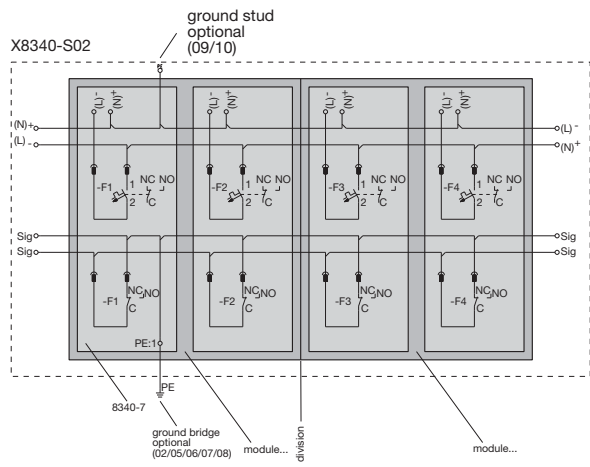 ground stud
optional
(09/10)
X8340-S02
(L) - (N)+ (L) - (N)+ (L) - (N)+ (L) - (N)+
(N)+ (L) -
(L) - (N)+
-F1 1 2 NC NO C -F2 1 2 NC NO C -F3 1 2 NC NO C -F4 1 2 NC NO C
Sig Sig
Sig Sig
-F1 NC NO C -F2 NC NO C -F3 NC NO C -F4 NC NO C
PE:1
PE
8340-7
ground bridge
optional
(02/05/06/07/08)
module...
division
module...